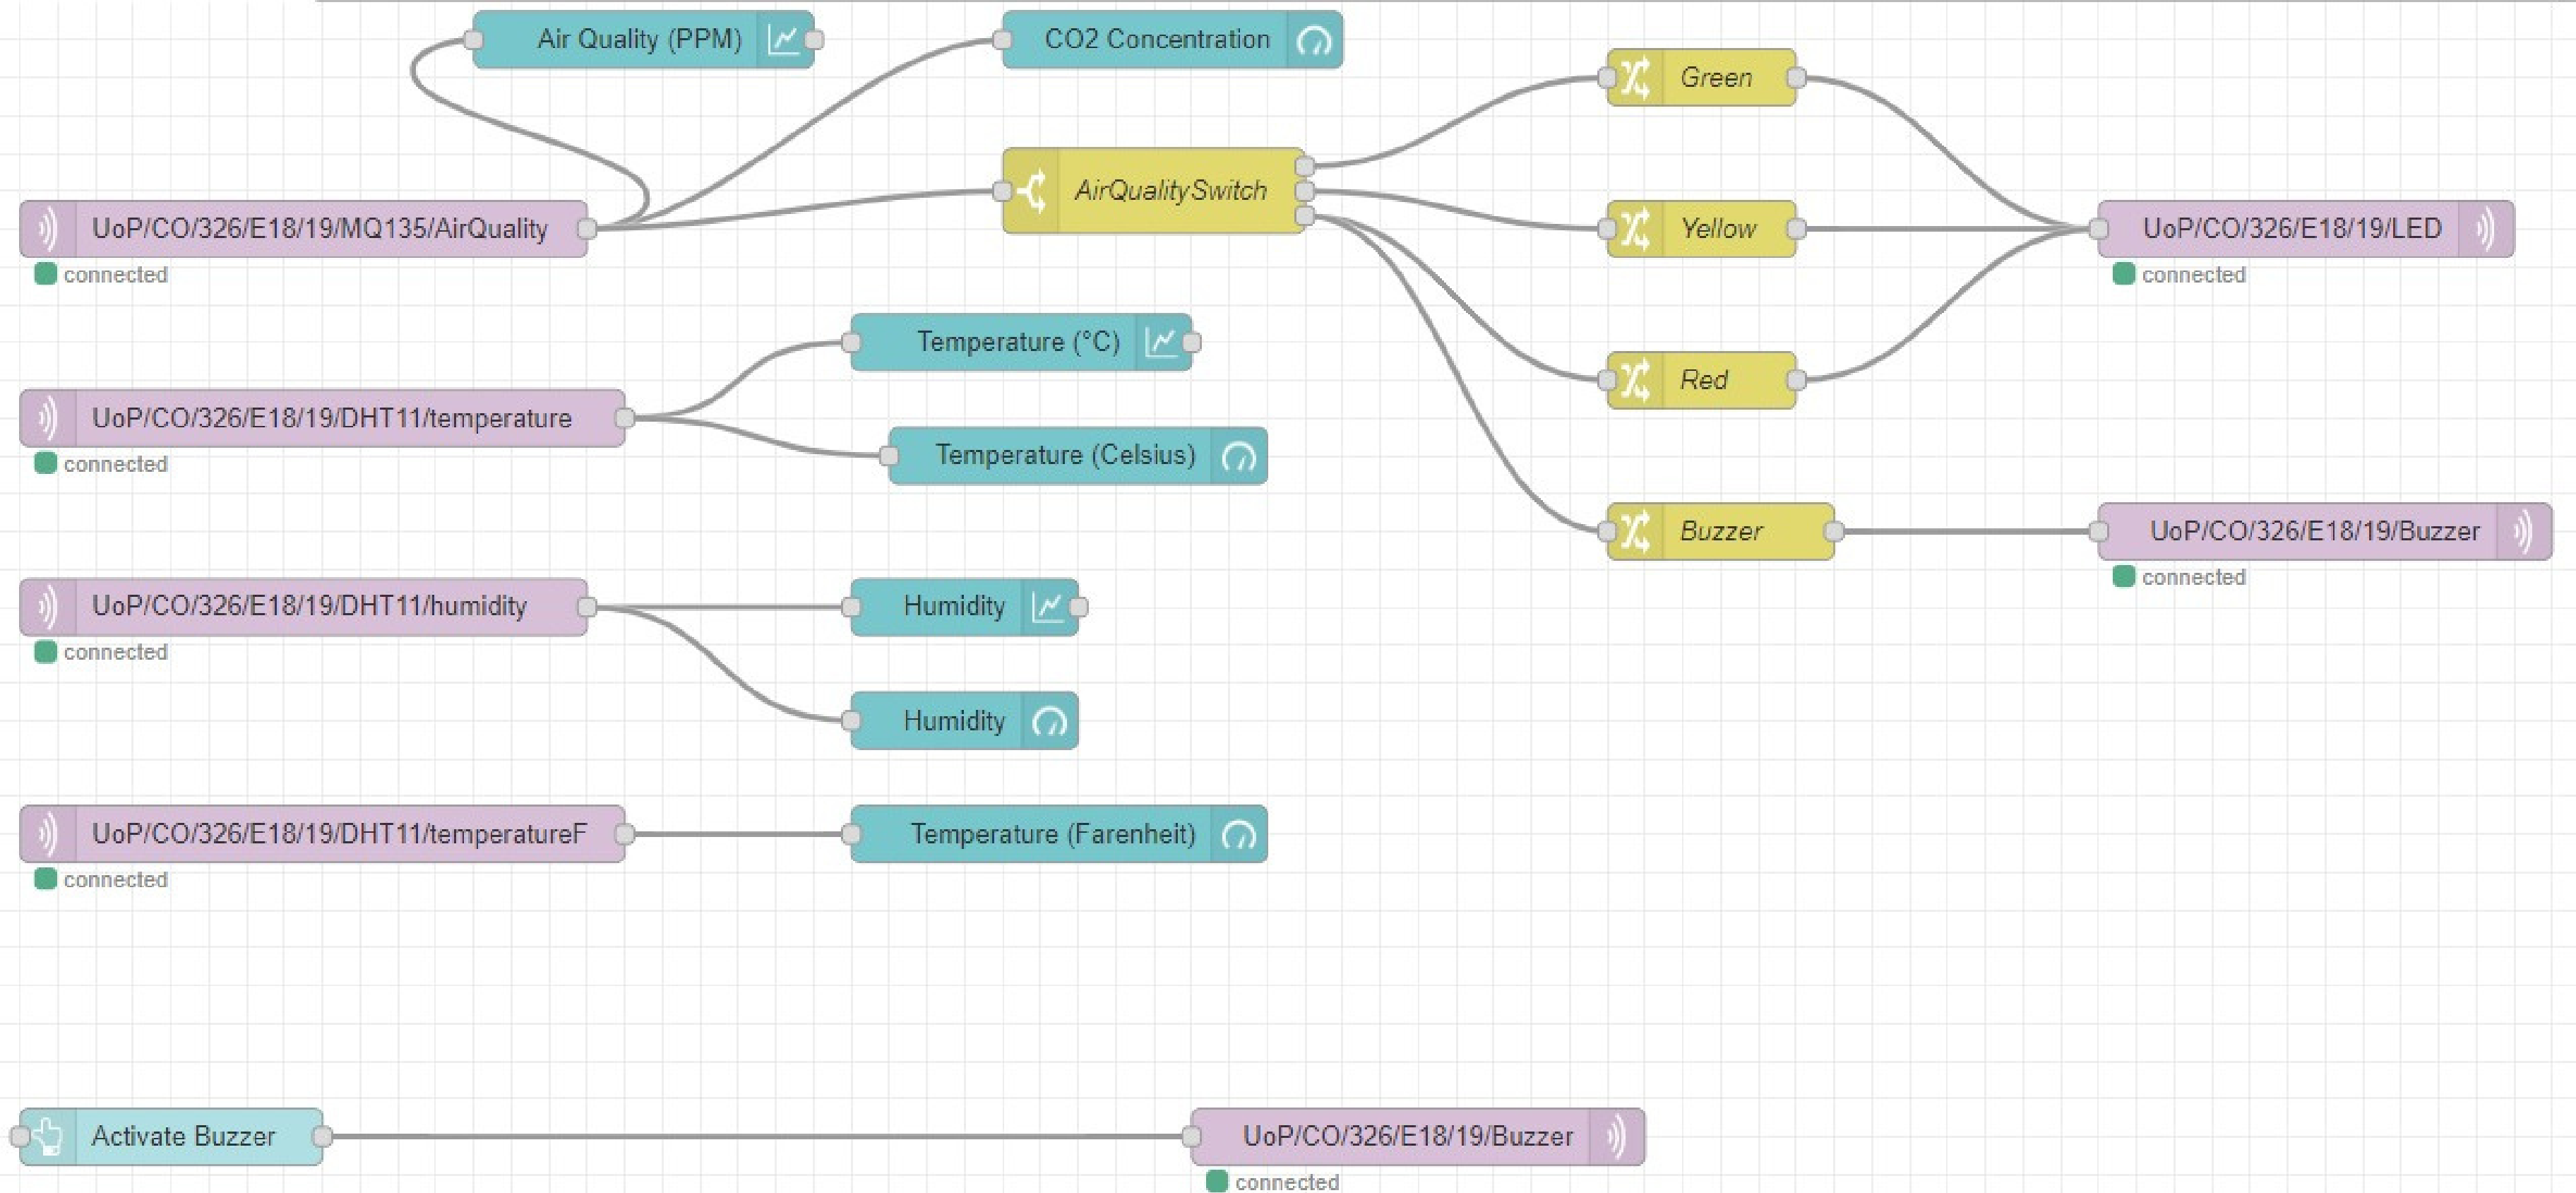 Air Quality (PPM)
CO2 Concentration
Green
AirQualitySwitch
UoP/CO/326/E18/19/MQ135/AirQuality
connected
Yellow
UoP/CO/326/E18/19/LED
connected
Temperature (°C)
Red
UoP/CO/326/E18/19/DHT11/temperature
connected
Temperature (Celsius)
Buzzer
UoP/CO/326/E18/19/Buzzer
connected
UoP/CO/326/E18/19/DHT11/humidity
connected
Humidity
Humidity
UoP/CO/326/E18/19/DHT11/temperatureF
connected
Temperature (Farenheit)
Activate Buzzer
UoP/CO/326/E18/19/Buzzer
connected